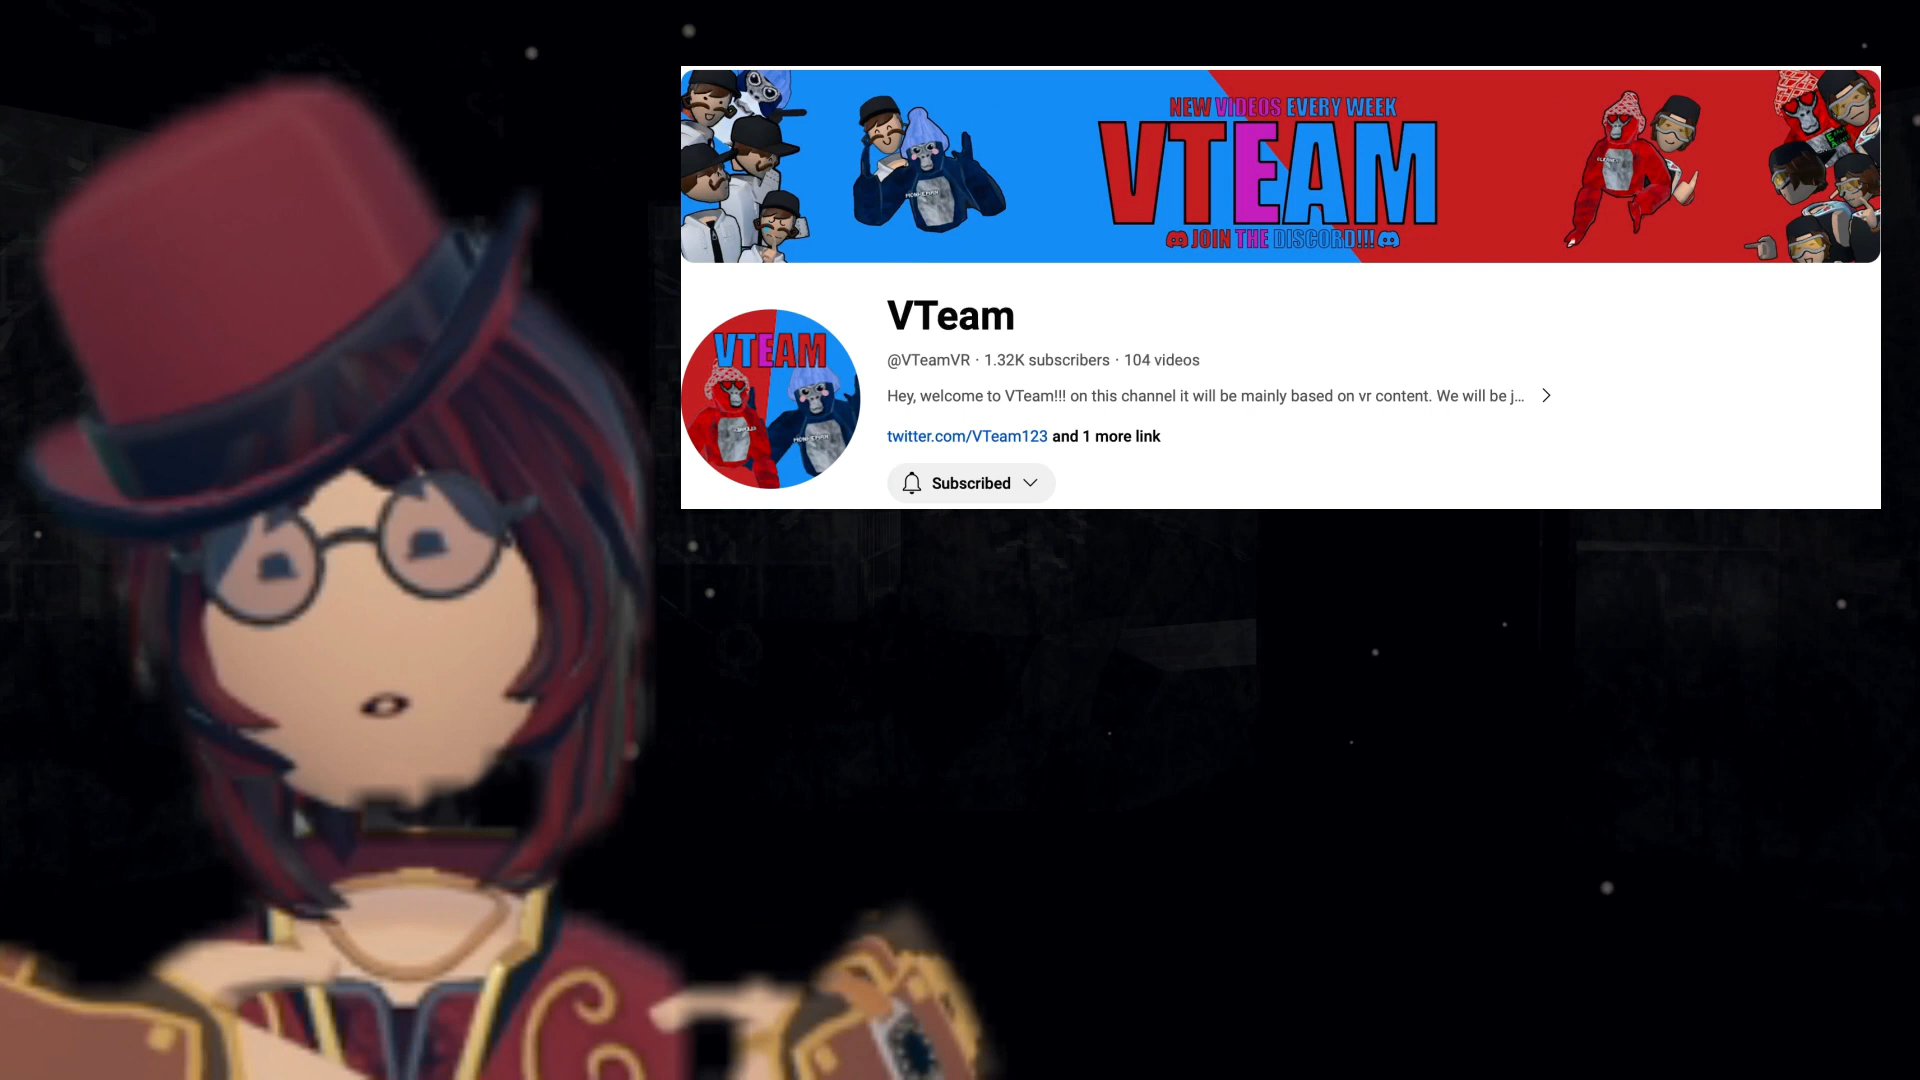 NEW VIDEOS EVERY WEEK
VTEAM
JOIN THE DISCORD!!!
VTEAM
VTeam
@VTeamVR · 1.32K subscribers · 104 videos
Hey, welcome to VTeam!!! on this channel it will be mainly based on vr content. We will be j...
twitter.com/VTeam123 and 1 more link
Subscribed